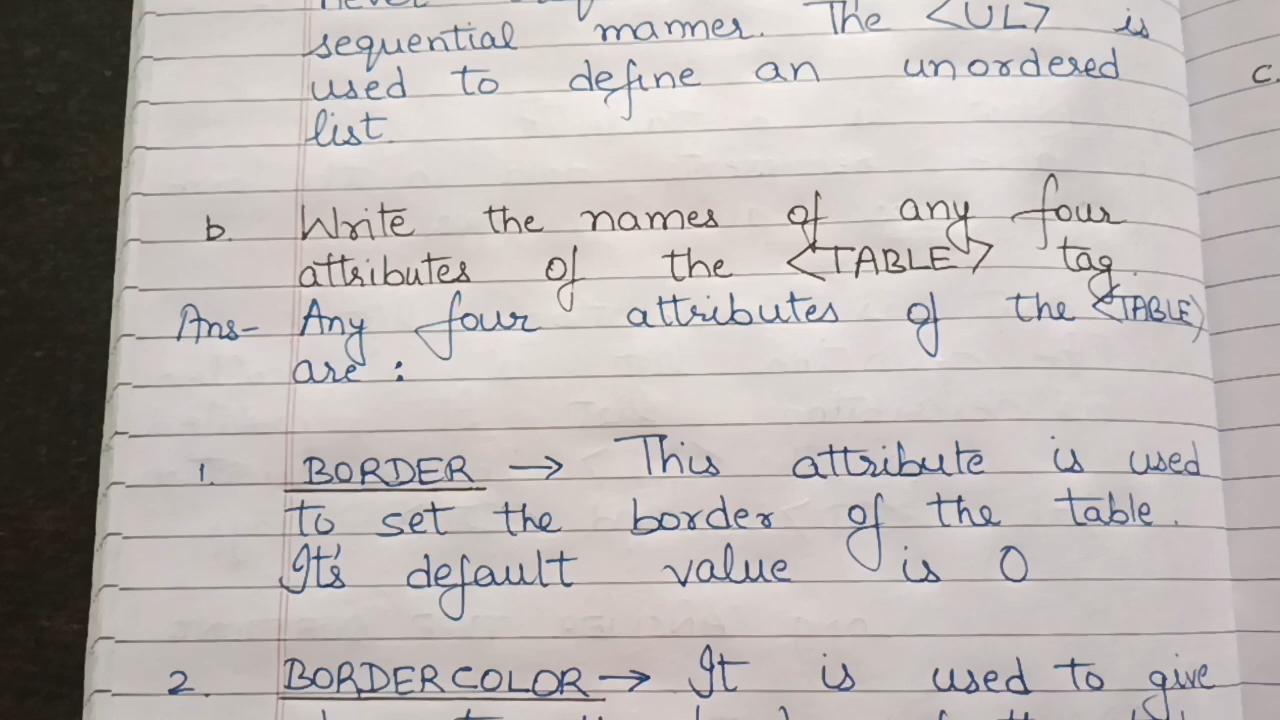 sequential manner. The <UL> is
used to define an unordered
list.
c.
b. Write the names of any four
attributes of the <TABLE> tag.
Ans- Any four attributes of the <TABLE>
are :
1. BORDER → This attribute is used
to set the border of the table.
It's default value is 0
2. BORDERCOLOR → It is used to give